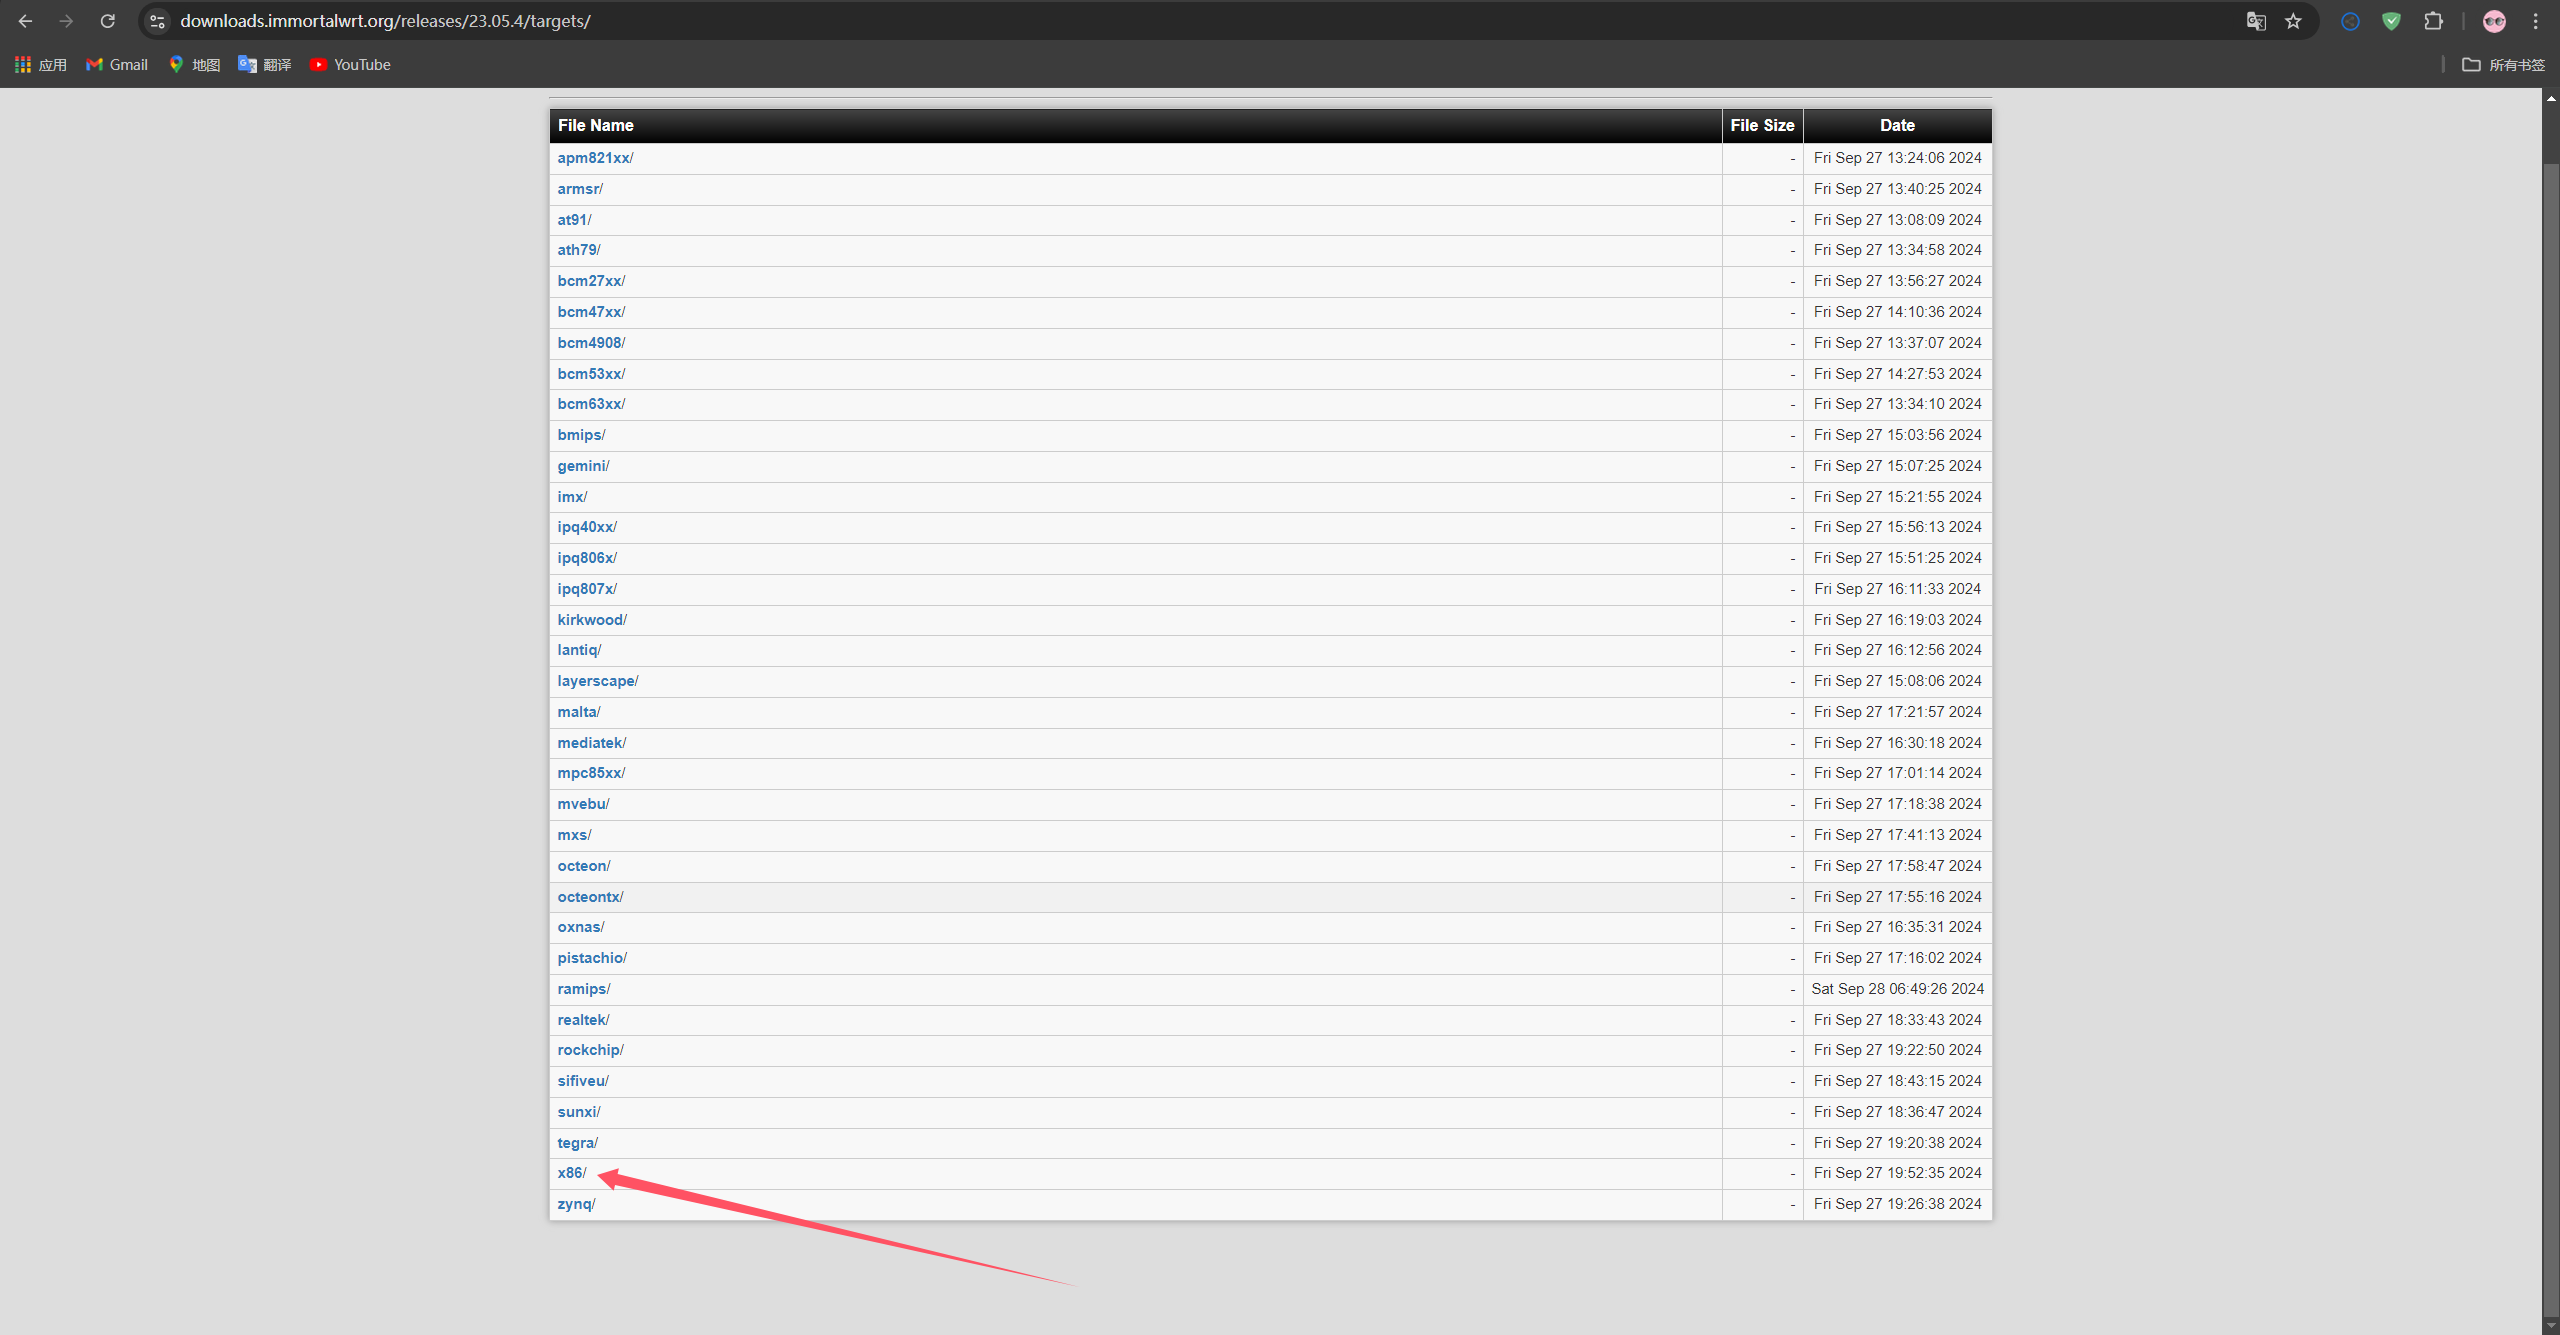 downloads.immortalwrt.org/releases/23.05.4/targets/
应用 Gmail 地图 翻译 YouTube 所有书签
File Name File Size Date
apm821xx/ - Fri Sep 27 13:24:06 2024
armsr/ - Fri Sep 27 13:40:25 2024
at91/ - Fri Sep 27 13:08:09 2024
ath79/ - Fri Sep 27 13:34:58 2024
bcm27xx/ - Fri Sep 27 13:56:27 2024
bcm47xx/ - Fri Sep 27 14:10:36 2024
bcm4908/ - Fri Sep 27 13:37:07 2024
bcm53xx/ - Fri Sep 27 14:27:53 2024
bcm63xx/ - Fri Sep 27 13:34:10 2024
bmips/ - Fri Sep 27 15:03:56 2024
gemini/ - Fri Sep 27 15:07:25 2024
imx/ - Fri Sep 27 15:21:55 2024
ipq40xx/ - Fri Sep 27 15:56:13 2024
ipq806x/ - Fri Sep 27 15:51:25 2024
ipq807x/ - Fri Sep 27 16:11:33 2024
kirkwood/ - Fri Sep 27 16:19:03 2024
lantiq/ - Fri Sep 27 16:12:56 2024
layerscape/ - Fri Sep 27 15:08:06 2024
malta/ - Fri Sep 27 17:21:57 2024
mediatek/ - Fri Sep 27 16:30:18 2024
mpc85xx/ - Fri Sep 27 17:01:14 2024
mvebu/ - Fri Sep 27 17:18:38 2024
mxs/ - Fri Sep 27 17:41:13 2024
octeon/ - Fri Sep 27 17:58:47 2024
octeontx/ - Fri Sep 27 17:55:16 2024
oxnas/ - Fri Sep 27 16:35:31 2024
pistachio/ - Fri Sep 27 17:16:02 2024
ramips/ - Sat Sep 28 06:49:26 2024
realtek/ - Fri Sep 27 18:33:43 2024
rockchip/ - Fri Sep 27 19:22:50 2024
sifiveu/ - Fri Sep 27 18:43:15 2024
sunxi/ - Fri Sep 27 18:36:47 2024
tegra/ - Fri Sep 27 19:20:38 2024
x86/ - Fri Sep 27 19:52:35 2024
zynq/ - Fri Sep 27 19:26:38 2024